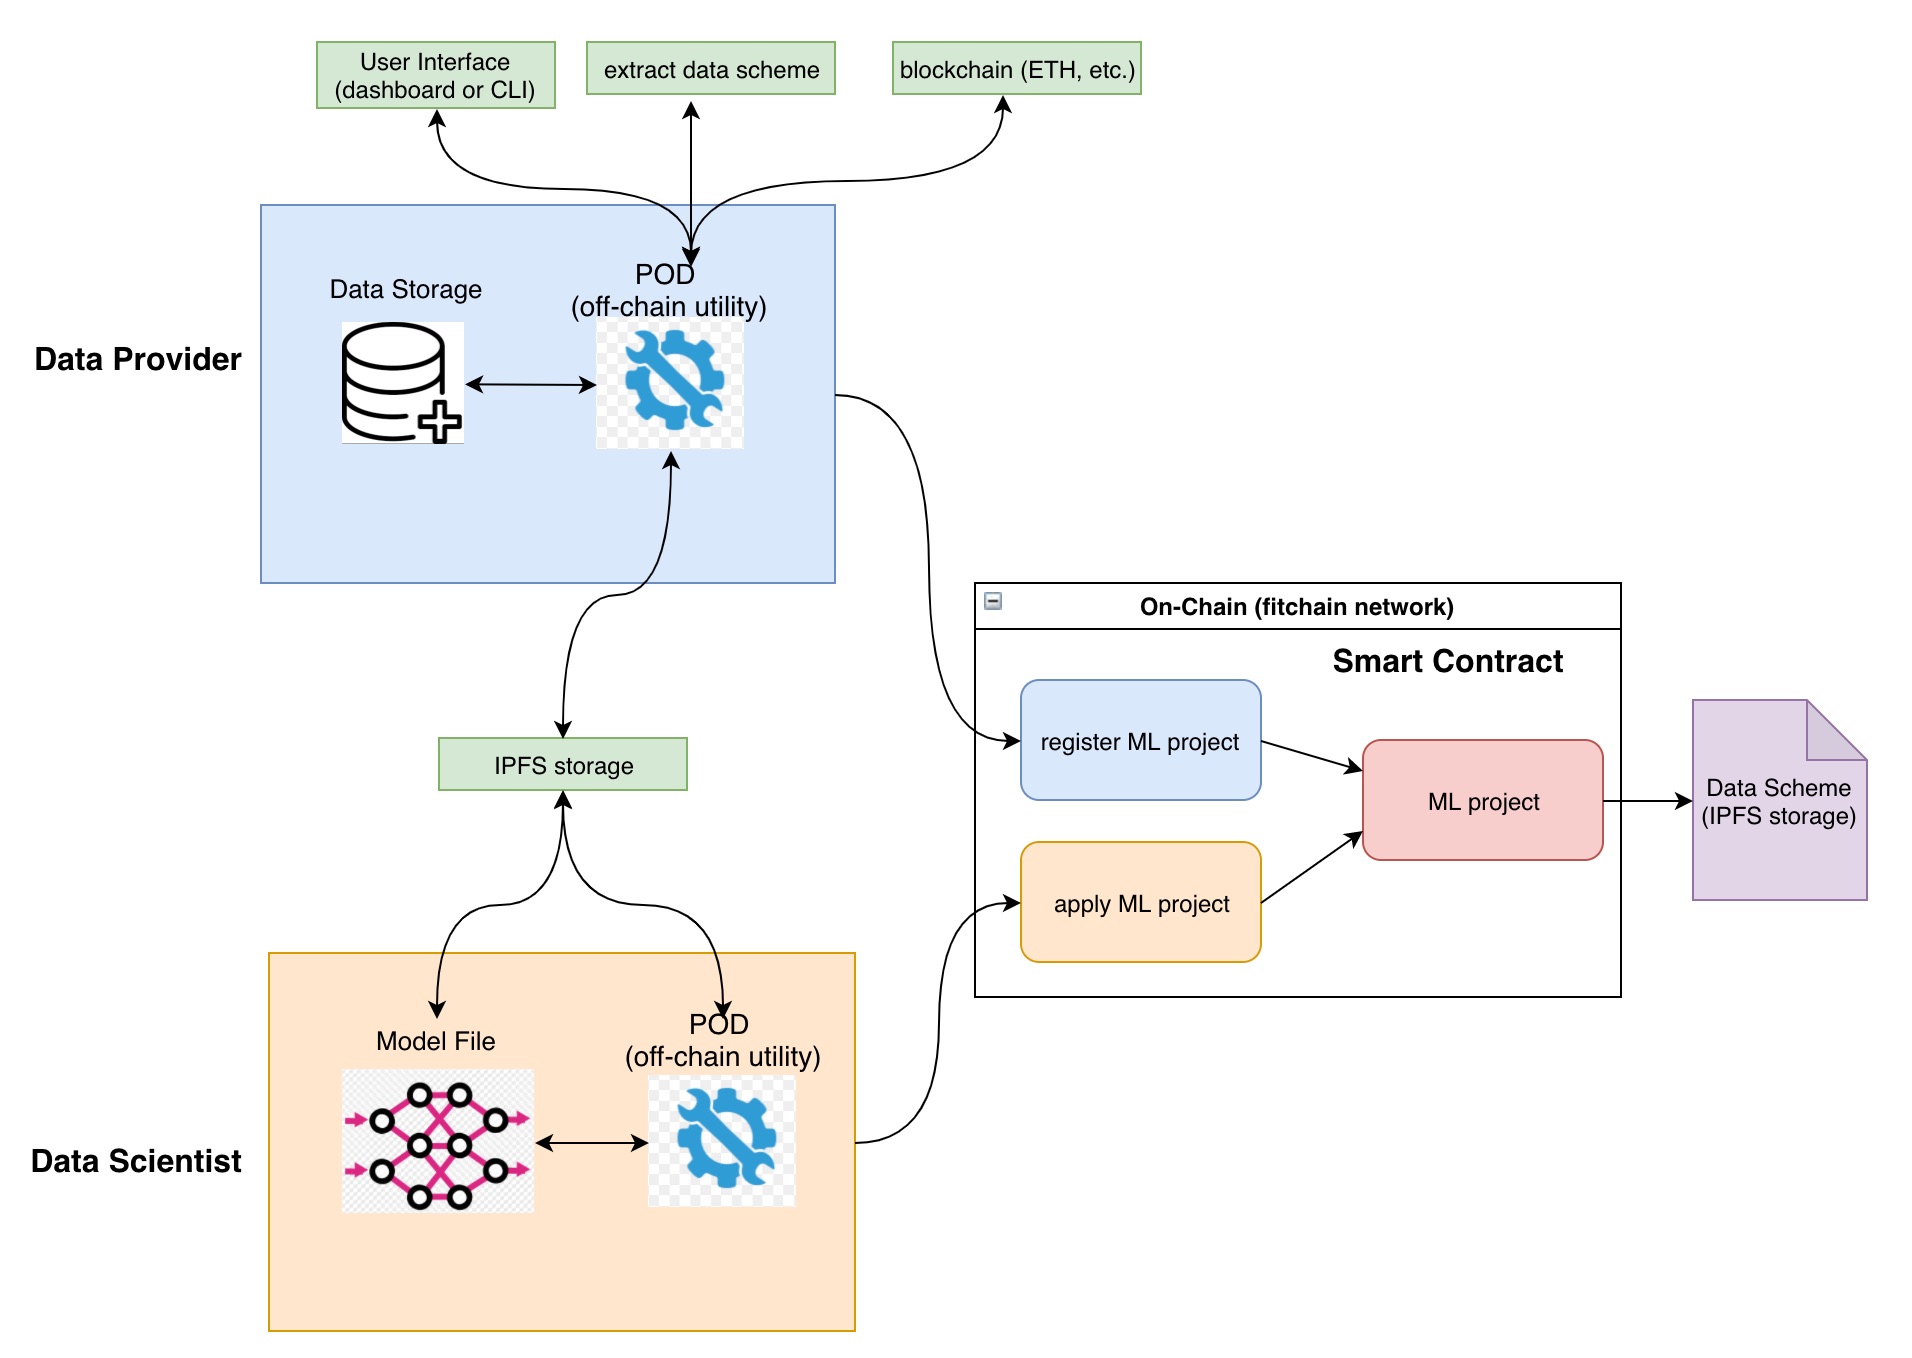 User Interface
(dashboard or CLI)
extract data scheme
blockchain (ETH, etc.)
Data Storage
POD
(off-chain utility)
Data Provider
On-Chain (fitchain network)
Smart Contract
register ML project
IPFS storage
ML project
Data Scheme
(IPFS storage)
apply ML project
Model File
POD
(off-chain utility)
Data Scientist